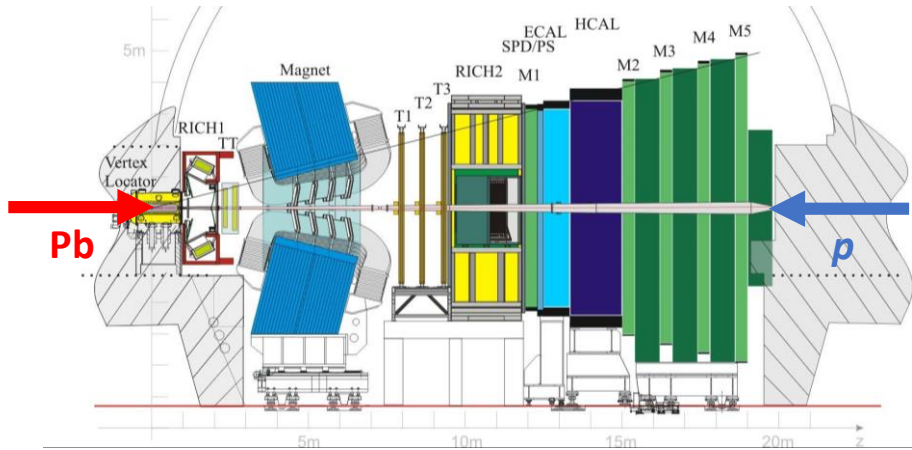 5m
HCAL
ECAL
SPD/PS
M5
M4
M3
M2
Magnet
RICH2
M1
T3
T2
T1
RICH1
TT
Vertex
Locator
Pb
p
5m
10m
15m
20m
z